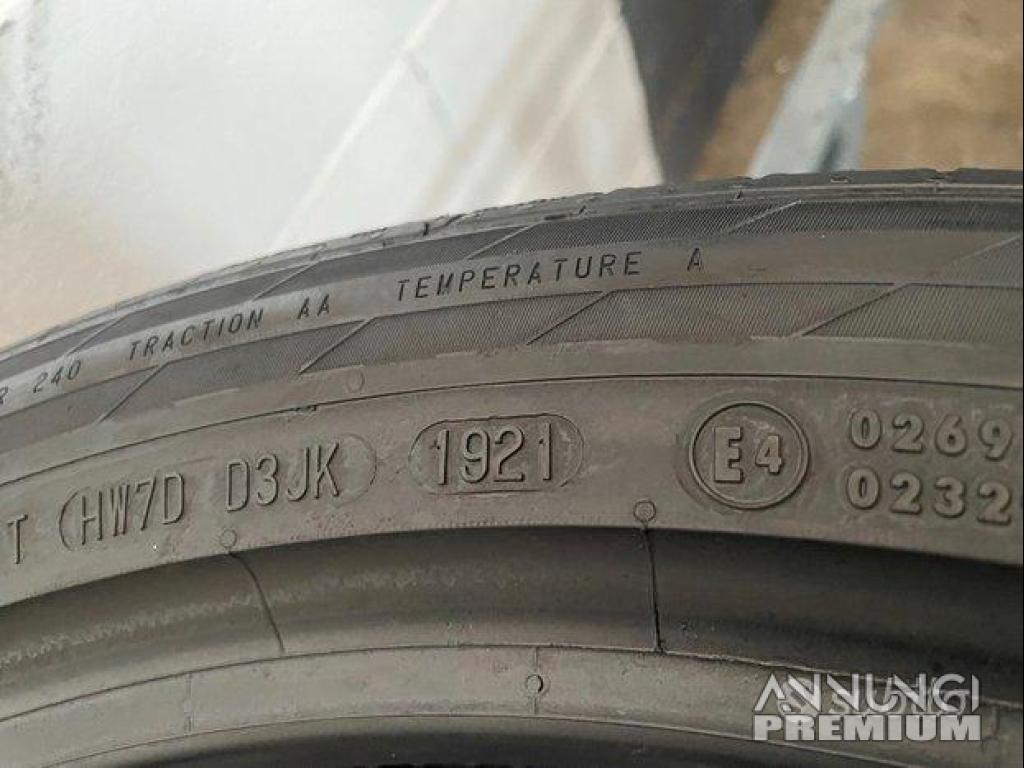 240 TRACTION AA TEMPERATURE A
T HW7D D3JK 1921 E4 0269
0232
ANNUNCI
PREMIUM